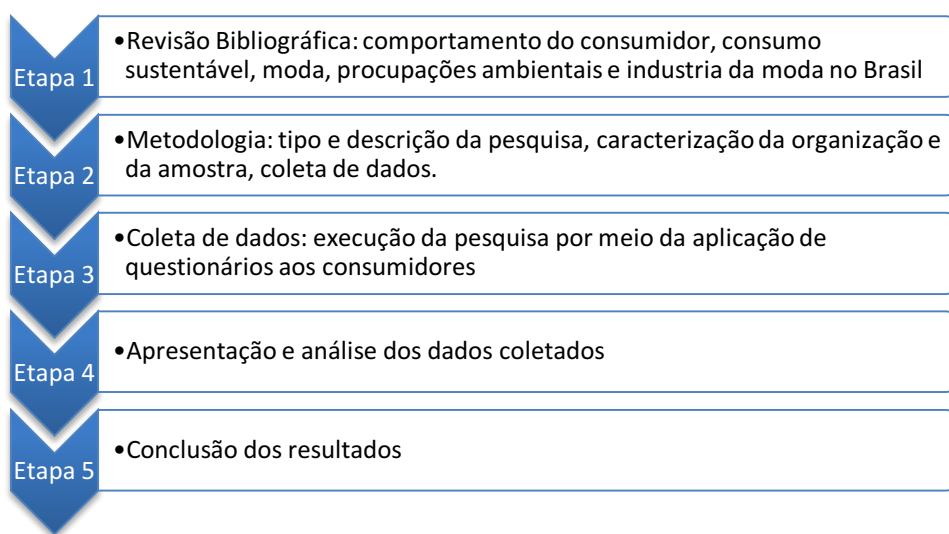 Etapa 1
•Revisão Bibliográfica: comportamento do consumidor, consumo
sustentável, moda, procupações ambientais e industria da moda no Brasil
Etapa 2
•Metodologia: tipo e descrição da pesquisa, caracterização da organização e
da amostra, coleta de dados.
Etapa 3
•Coleta de dados: execução da pesquisa por meio da aplicação de
questionários aos consumidores
Etapa 4
•Apresentação e análise dos dados coletados
Etapa 5
•Conclusão dos resultados